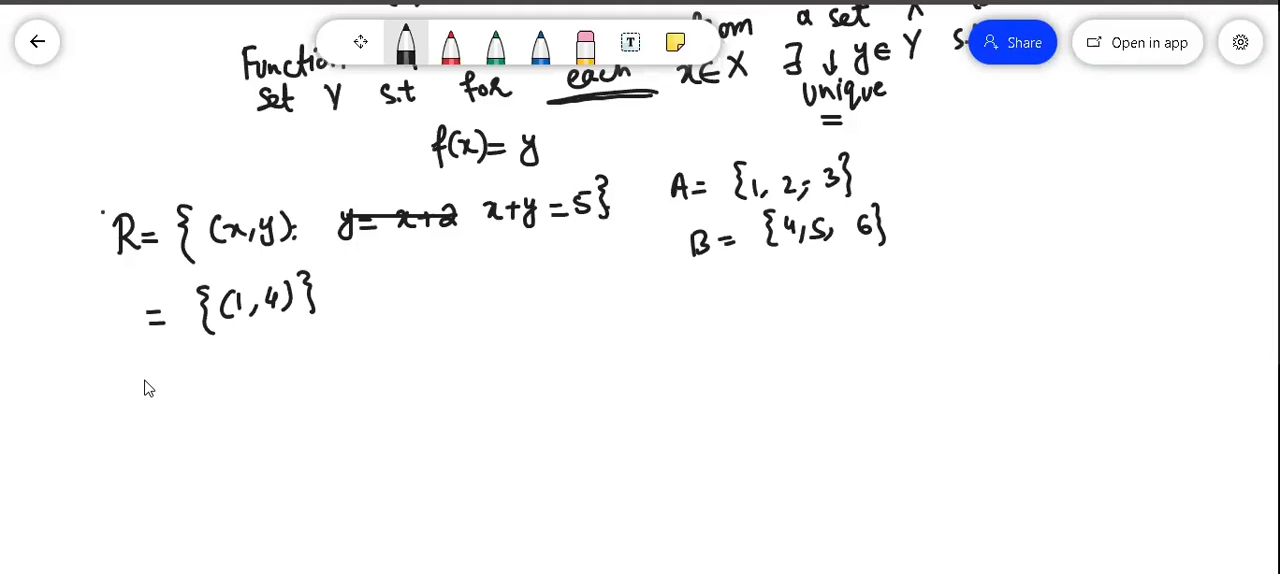 a set
Share
Open in app
each x∈X ∃ ↓ y∈Y
set Y s.t for unique
f(x)= y
A= {1, 2, 3}
R= { (x,y): y= x+2 x+y=5}
B= {4,5, 6}
= {(1,4)}